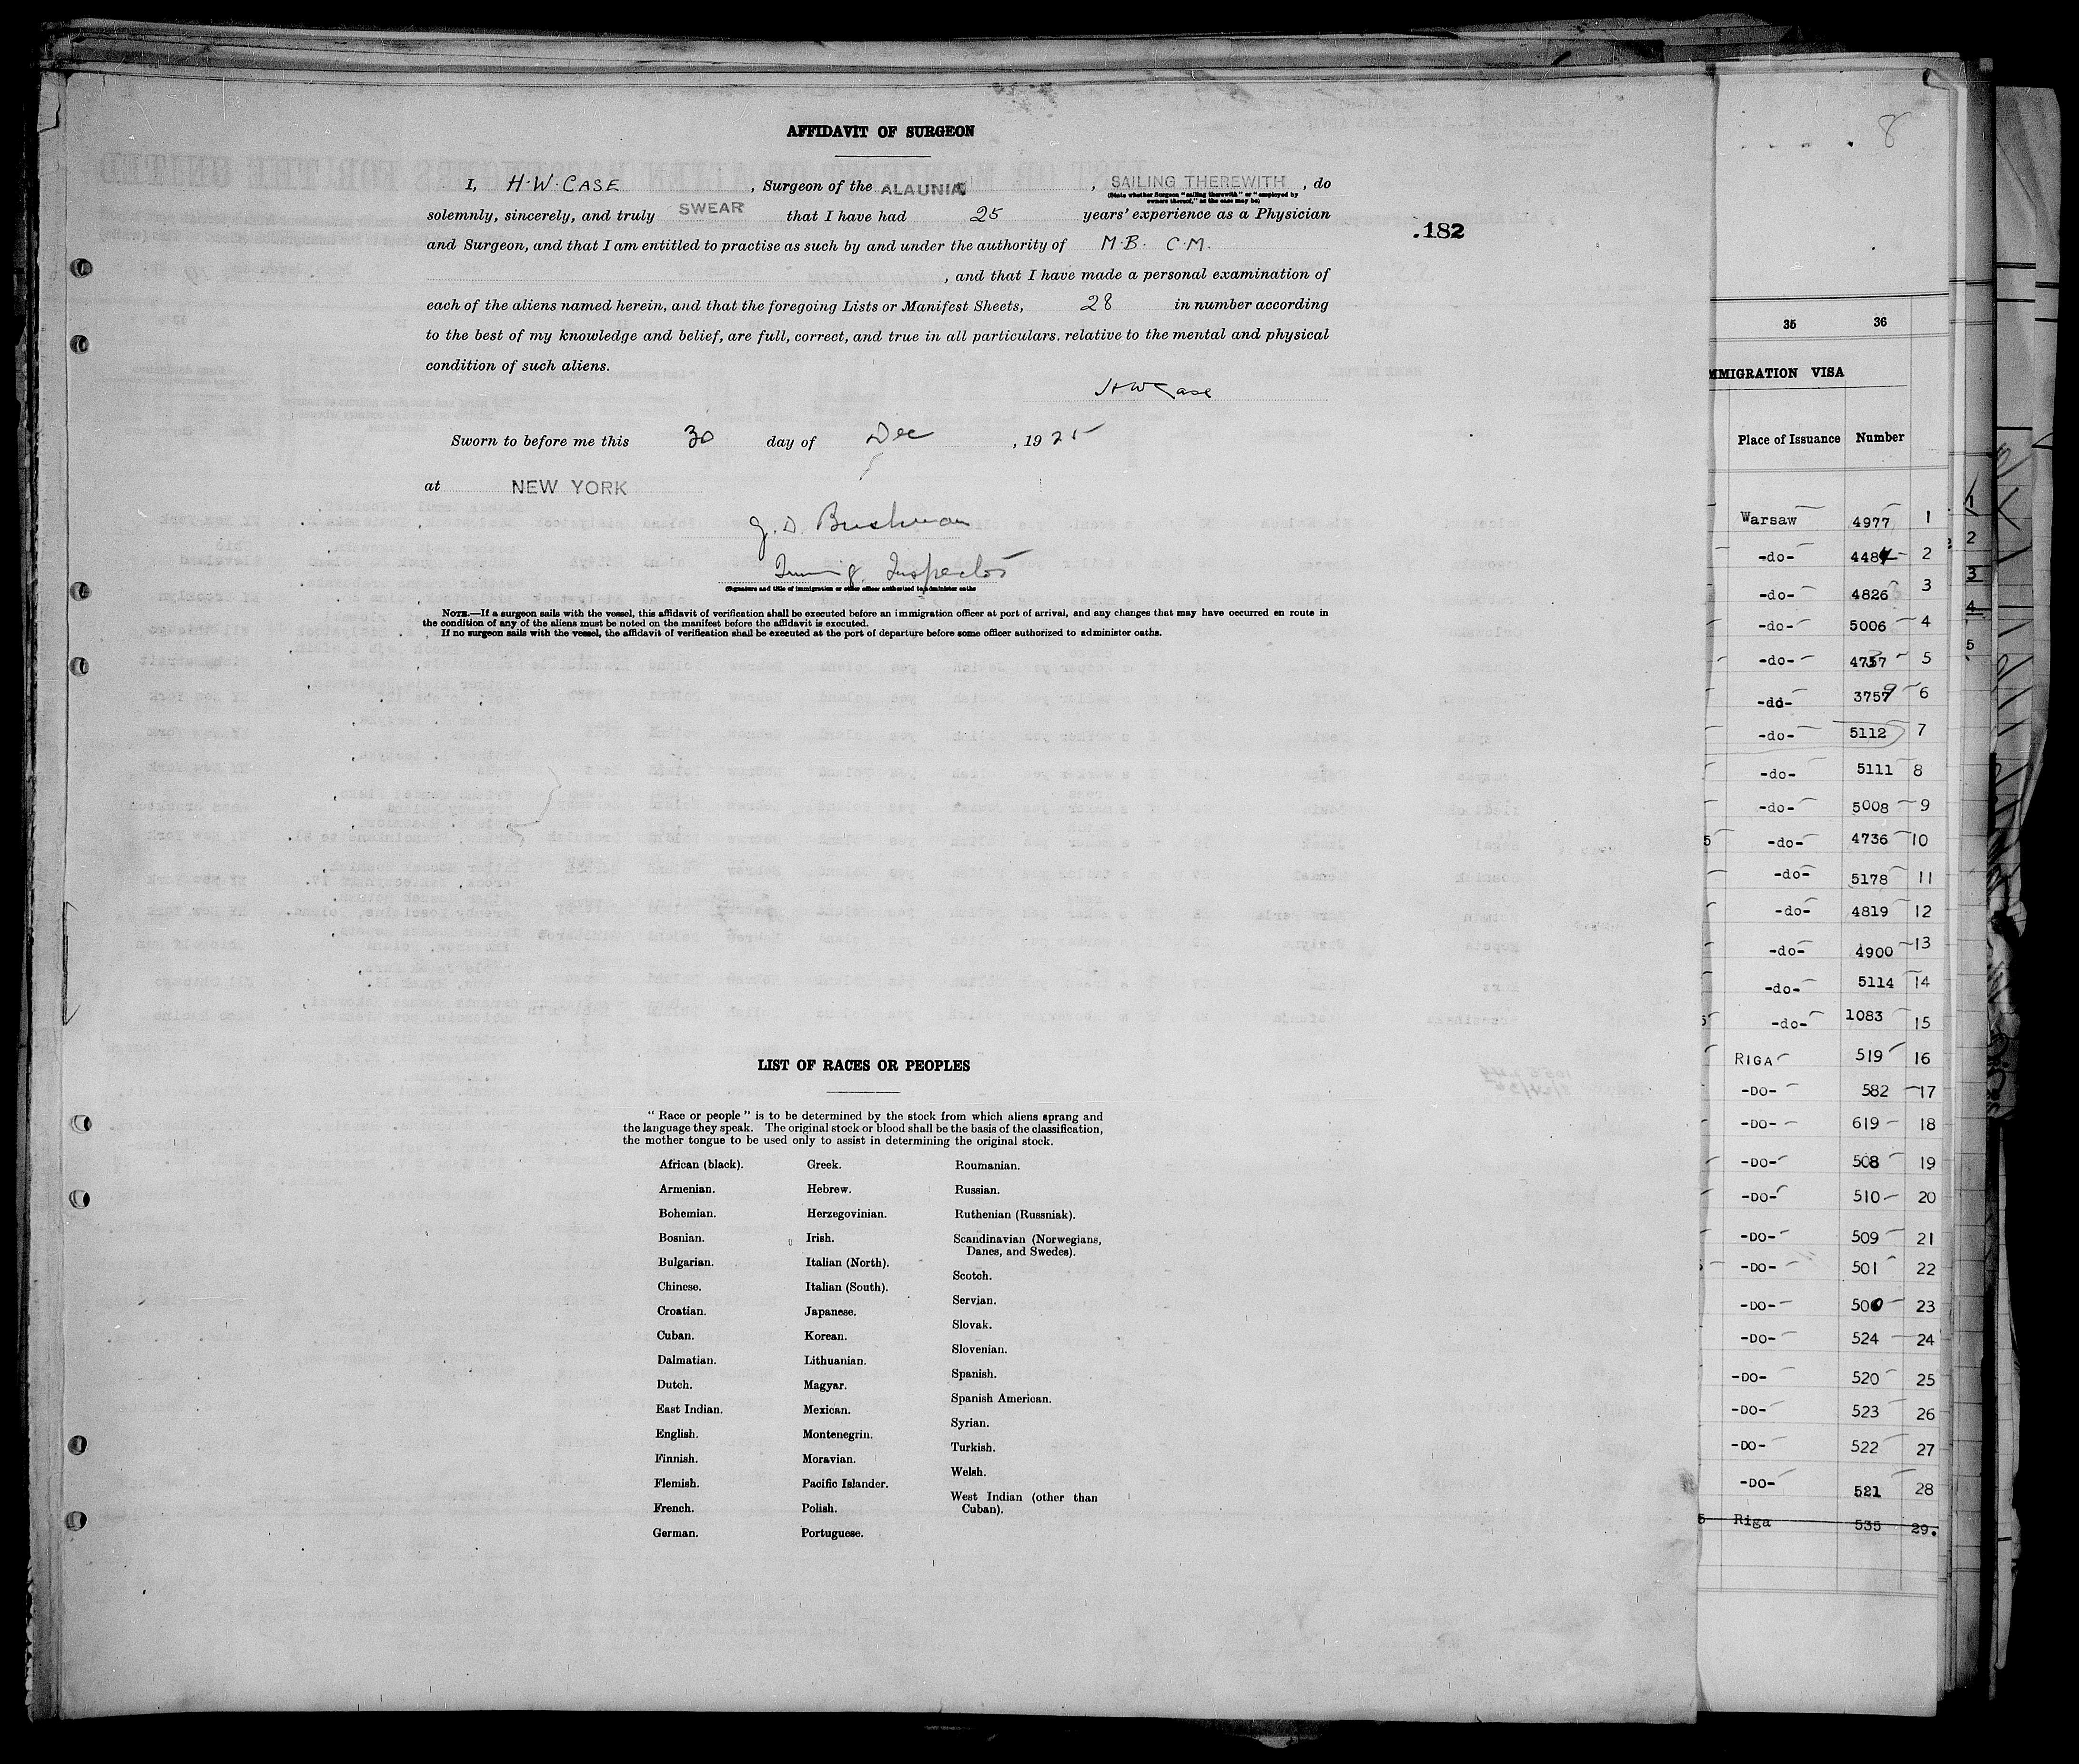 AFFIDAVIT OF SURGEON
I, H.W. CASE, Surgeon of the ALAUNIA, SAILING THEREWITH, do
(State whether Surgeon "sailing therewith" or "employed by
owners thereof," as the case may be)
solemnly, sincerely, and truly SWEAR that I have had 25 years' experience as a Physician
and Surgeon, and that I am entitled to practise as such by and under the authority of M.B. C.M.
, and that I have made a personal examination of
each of the aliens named herein, and that the foregoing Lists or Manifest Sheets, 28 in number according
to the best of my knowledge and belief, are full, correct, and true in all particulars, relative to the mental and physical
condition of such aliens.
HW Case
Sworn to before me this 30 day of Dec, 1925
at NEW YORK
J. D. Bushman
Immig. Inspector
(Signature and title of immigration or other officer authorized to administer oaths
NOTE.—If a surgeon sails with the vessel, this affidavit of verification shall be executed before an immigration officer at port of arrival, and any changes that may have occurred en route in
the condition of any of the aliens must be noted on the manifest before the affidavit is executed.
If no surgeon sails with the vessel, the affidavit of verification shall be executed at the port of departure before some officer authorized to administer oaths.
.182
LIST OF RACES OR PEOPLES
"Race or people" is to be determined by the stock from which aliens sprang and
the language they speak. The original stock or blood shall be the basis of the classification,
the mother tongue to be used only to assist in determining the original stock.
African (black).
Armenian.
Bohemian.
Bosnian.
Bulgarian.
Chinese.
Croatian.
Cuban.
Dalmatian.
Dutch.
East Indian.
English.
Finnish.
Flemish.
French.
German.
Greek.
Hebrew.
Herzegovinian.
Irish.
Italian (North).
Italian (South).
Japanese.
Korean.
Lithuanian.
Magyar.
Mexican.
Montenegrin.
Moravian.
Pacific Islander.
Polish.
Portuguese.
Roumanian.
Russian.
Ruthenian (Russniak).
Scandinavian (Norwegians,
Danes, and Swedes).
Scotch.
Servian.
Slovak.
Slovenian.
Spanish.
Spanish American.
Syrian.
Turkish.
Welsh.
West Indian (other than
Cuban).
8
35 36
MMIGRATION VISA
Place of Issuance Number
Warsaw 4977 1
-do- 4484 2
-do- 4826 3
-do- 5006 4
-do- 4737 5
-do- 3759 6
-do- 5112 7
-do- 5111 8
-do- 5008 9
5 -do- 4736 10
-do- 5178 11
-do- 4819 12
-do- 4900 13
-do- 5114 14
5 -do- 1083 15
RIGA 519 16
-DO- 582 17
-DO- 619 18
-DO- 508 19
-DO- 510 20
-DO- 509 21
-DO- 501 22
-DO- 500 23
-DO- 524 24
-DO- 520 25
-DO- 523 26
-DO- 522 27
-DO- 521 28
5 Riga 535 29.
1
2
3
4
5